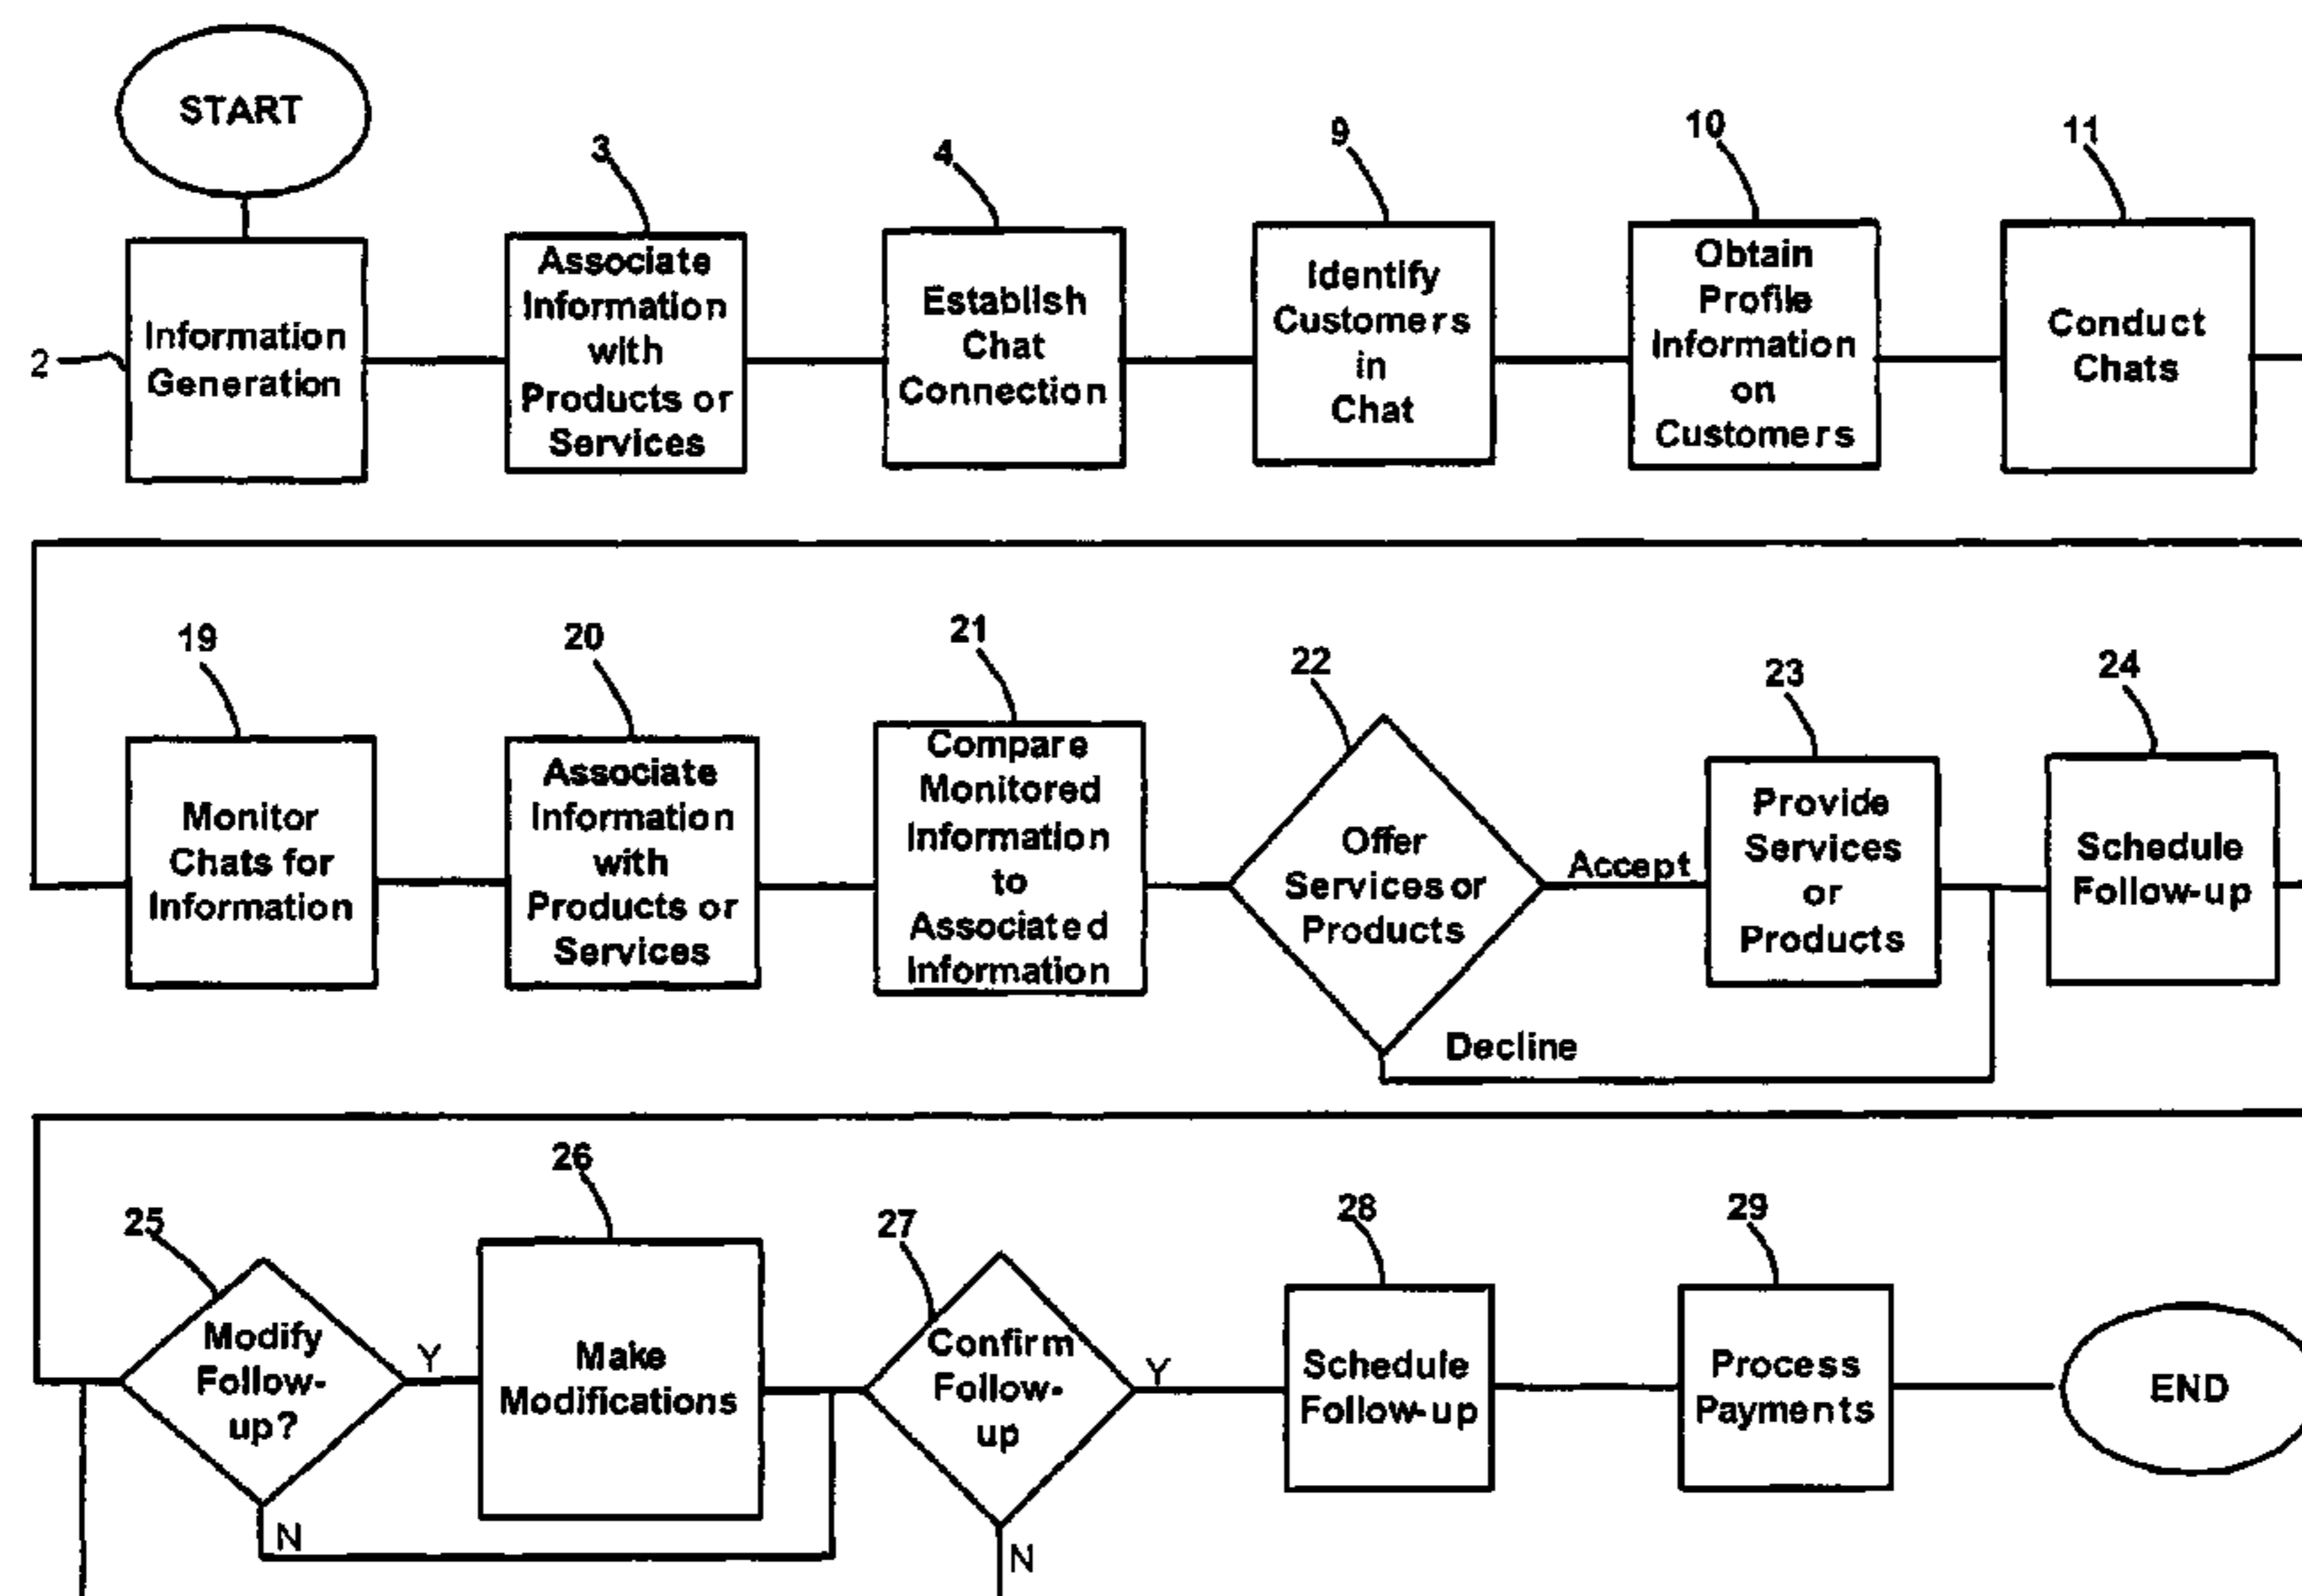 START
3
4
9
10
11
2
Information
Generation
Associate
Information
with
Products or
Services
Establish
Chat
Connection
Identify
Customers
in
Chat
Obtain
Profile
Information
on
Customers
Conduct
Chats
19
20
21
22
23
24
Monitor
Chats for
Information
Associate
Information
with
Products or
Services
Compare
Monitored
Information
to
Associated
Information
Offer
Services or
Products
Accept
Decline
Provide
Services
or
Products
Schedule
Follow-up
25
26
27
28
29
Modify
Follow-
up?
Y
N
Make
Modifications
Confirm
Follow-
up
Y
N
Schedule
Follow-up
Process
Payments
END